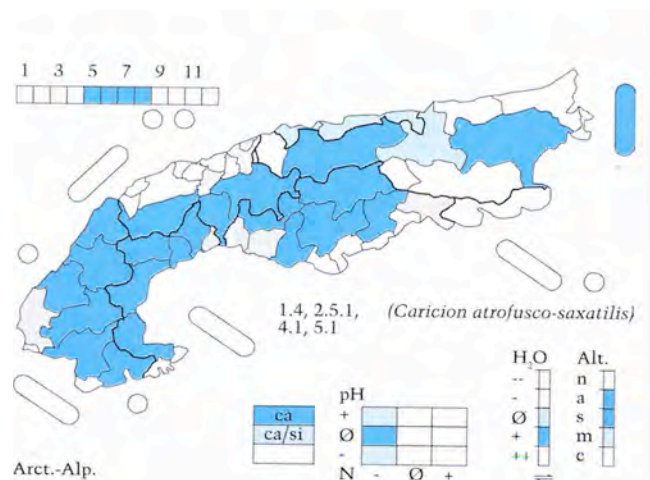 1 3 5 7 9 11
1.4, 2.5.1, (Caricion atrofusco-saxatilis)
4.1, 5.1
H₂O Alt.
-- n
- a
Ø s
+ m
++ c
pH
ca +
ca/si Ø
-
N - Ø +
Arct.-Alp.